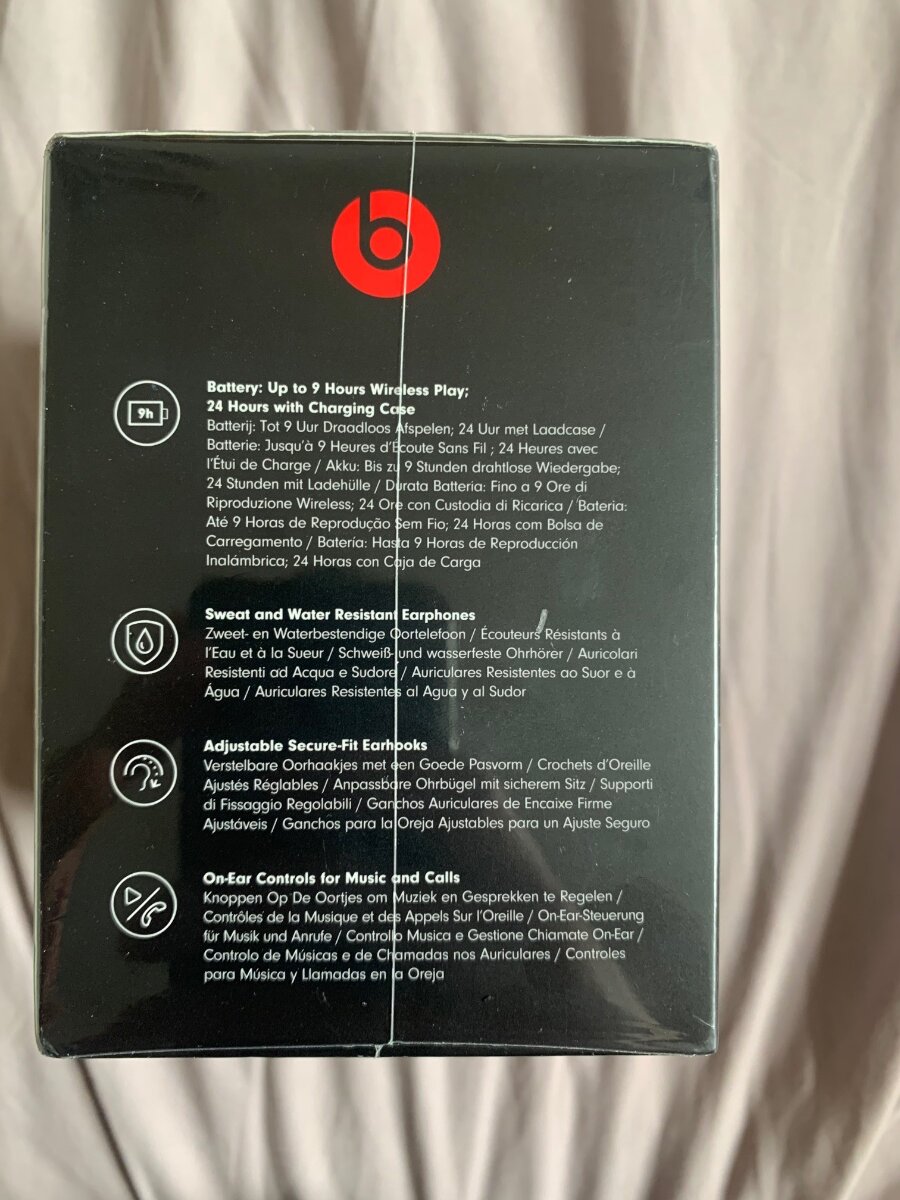 b
9h
Battery: Up to 9 Hours Wireless Play;
24 Hours with Charging Case
Batterij: Tot 9 Uur Draadloos Afspelen; 24 Uur met Laadcase /
Batterie: Jusqu'à 9 Heures d'Écoute Sans Fil ; 24 Heures avec
l'Étui de Charge / Akku: Bis zu 9 Stunden drahtlose Wiedergabe;
24 Stunden mit Ladehülle / Durata Batteria: Fino a 9 Ore di
Riproduzione Wireless; 24 Ore con Custodia di Ricarica / Bateria:
Até 9 Horas de Reprodução Sem Fio; 24 Horas com Bolsa de
Carregamento / Batería: Hasta 9 Horas de Reproducción
Inalámbrica; 24 Horas con Caja de Carga
Sweat and Water Resistant Earphones
Zweet- en Waterbestendige Oortelefoon / Écouteurs Résistants à
l'Eau et à la Sueur / Schweiß- und wasserfeste Ohrhörer / Auricolari
Resistenti ad Acqua e Sudore / Auriculares Resistentes ao Suor e à
Água / Auriculares Resistentes al Agua y al Sudor
Adjustable Secure-Fit Earhooks
Verstelbare Oorhaakjes met een Goede Pasvorm / Crochets d'Oreille
Ajustés Réglables / Anpassbare Ohrbügel mit sicherem Sitz / Supporti
di Fissaggio Regolabili / Ganchos Auriculares de Encaixe Firme
Ajustáveis / Ganchos para la Oreja Ajustables para un Ajuste Seguro
On-Ear Controls for Music and Calls
Knoppen Op De Oortjes om Muziek en Gesprekken te Regelen /
Contrôles de la Musique et des Appels Sur l'Oreille / On-Ear-Steuerung
für Musik und Anrufe / Controllo Musica e Gestione Chiamate On-Ear /
Controlo de Músicas e de Chamadas nos Auriculares / Controles
para Música y Llamadas en la Oreja